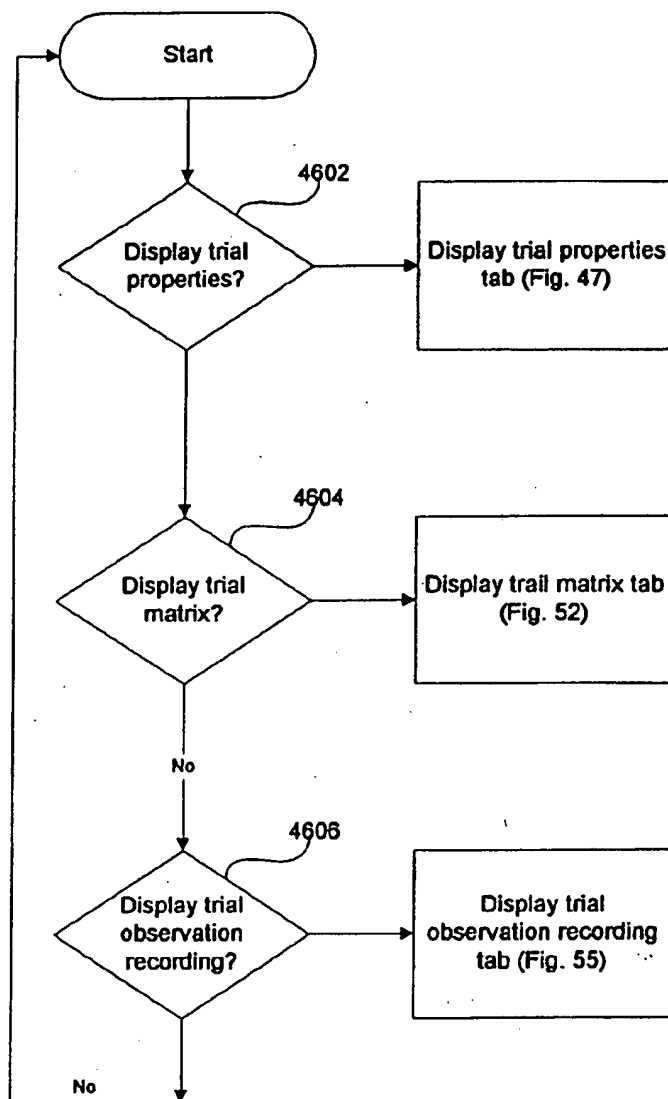 Start
4602
Display trial
properties?
Display trial properties
tab (Fig. 47)
4604
Display trial
matrix?
Display trail matrix tab
(Fig. 52)
No
4606
Display trial
observation
recording?
Display trial
observation recording
tab (Fig. 55)
No